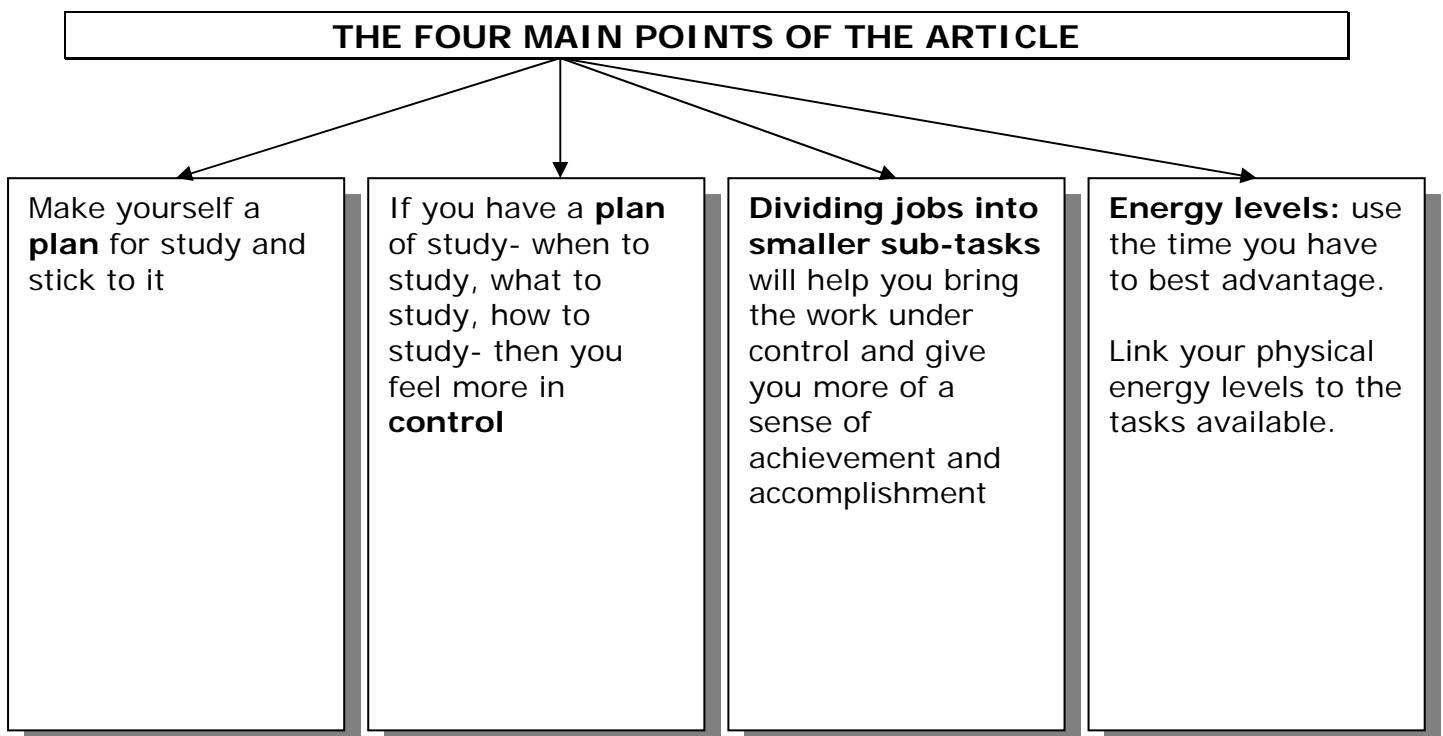 THE FOUR MAIN POINTS OF THE ARTICLE
Make yourself a
plan for study and
stick to it
If you have a plan
of study- when to
study, what to
study, how to
study- then you
feel more in
control
Dividing jobs into
smaller sub-tasks
will help you bring
the work under
control and give
you more of a
sense of
achievement and
accomplishment
Energy levels: use
the time you have
to best advantage.
Link your physical
energy levels to the
tasks available.